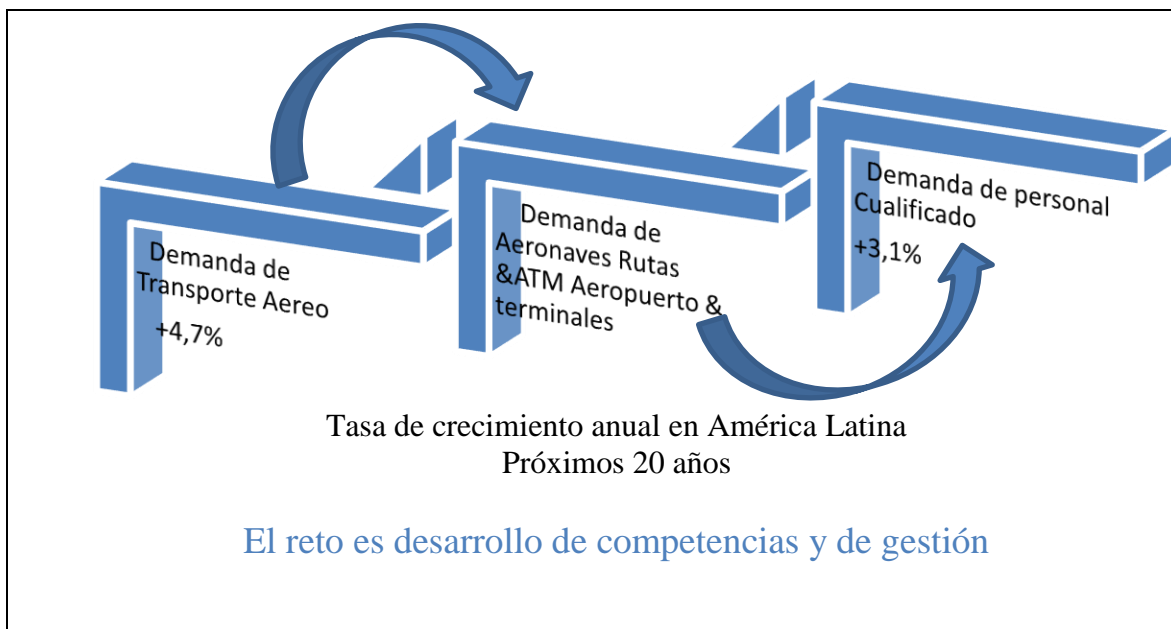 Demanda de
Transporte Aereo
+4,7%
Demanda de
Aeronaves Rutas
&ATM Aeropuerto &
terminales
Demanda de personal
Cualificado
+3,1%
Tasa de crecimiento anual en América Latina
Próximos 20 años
El reto es desarrollo de competencias y de gestión